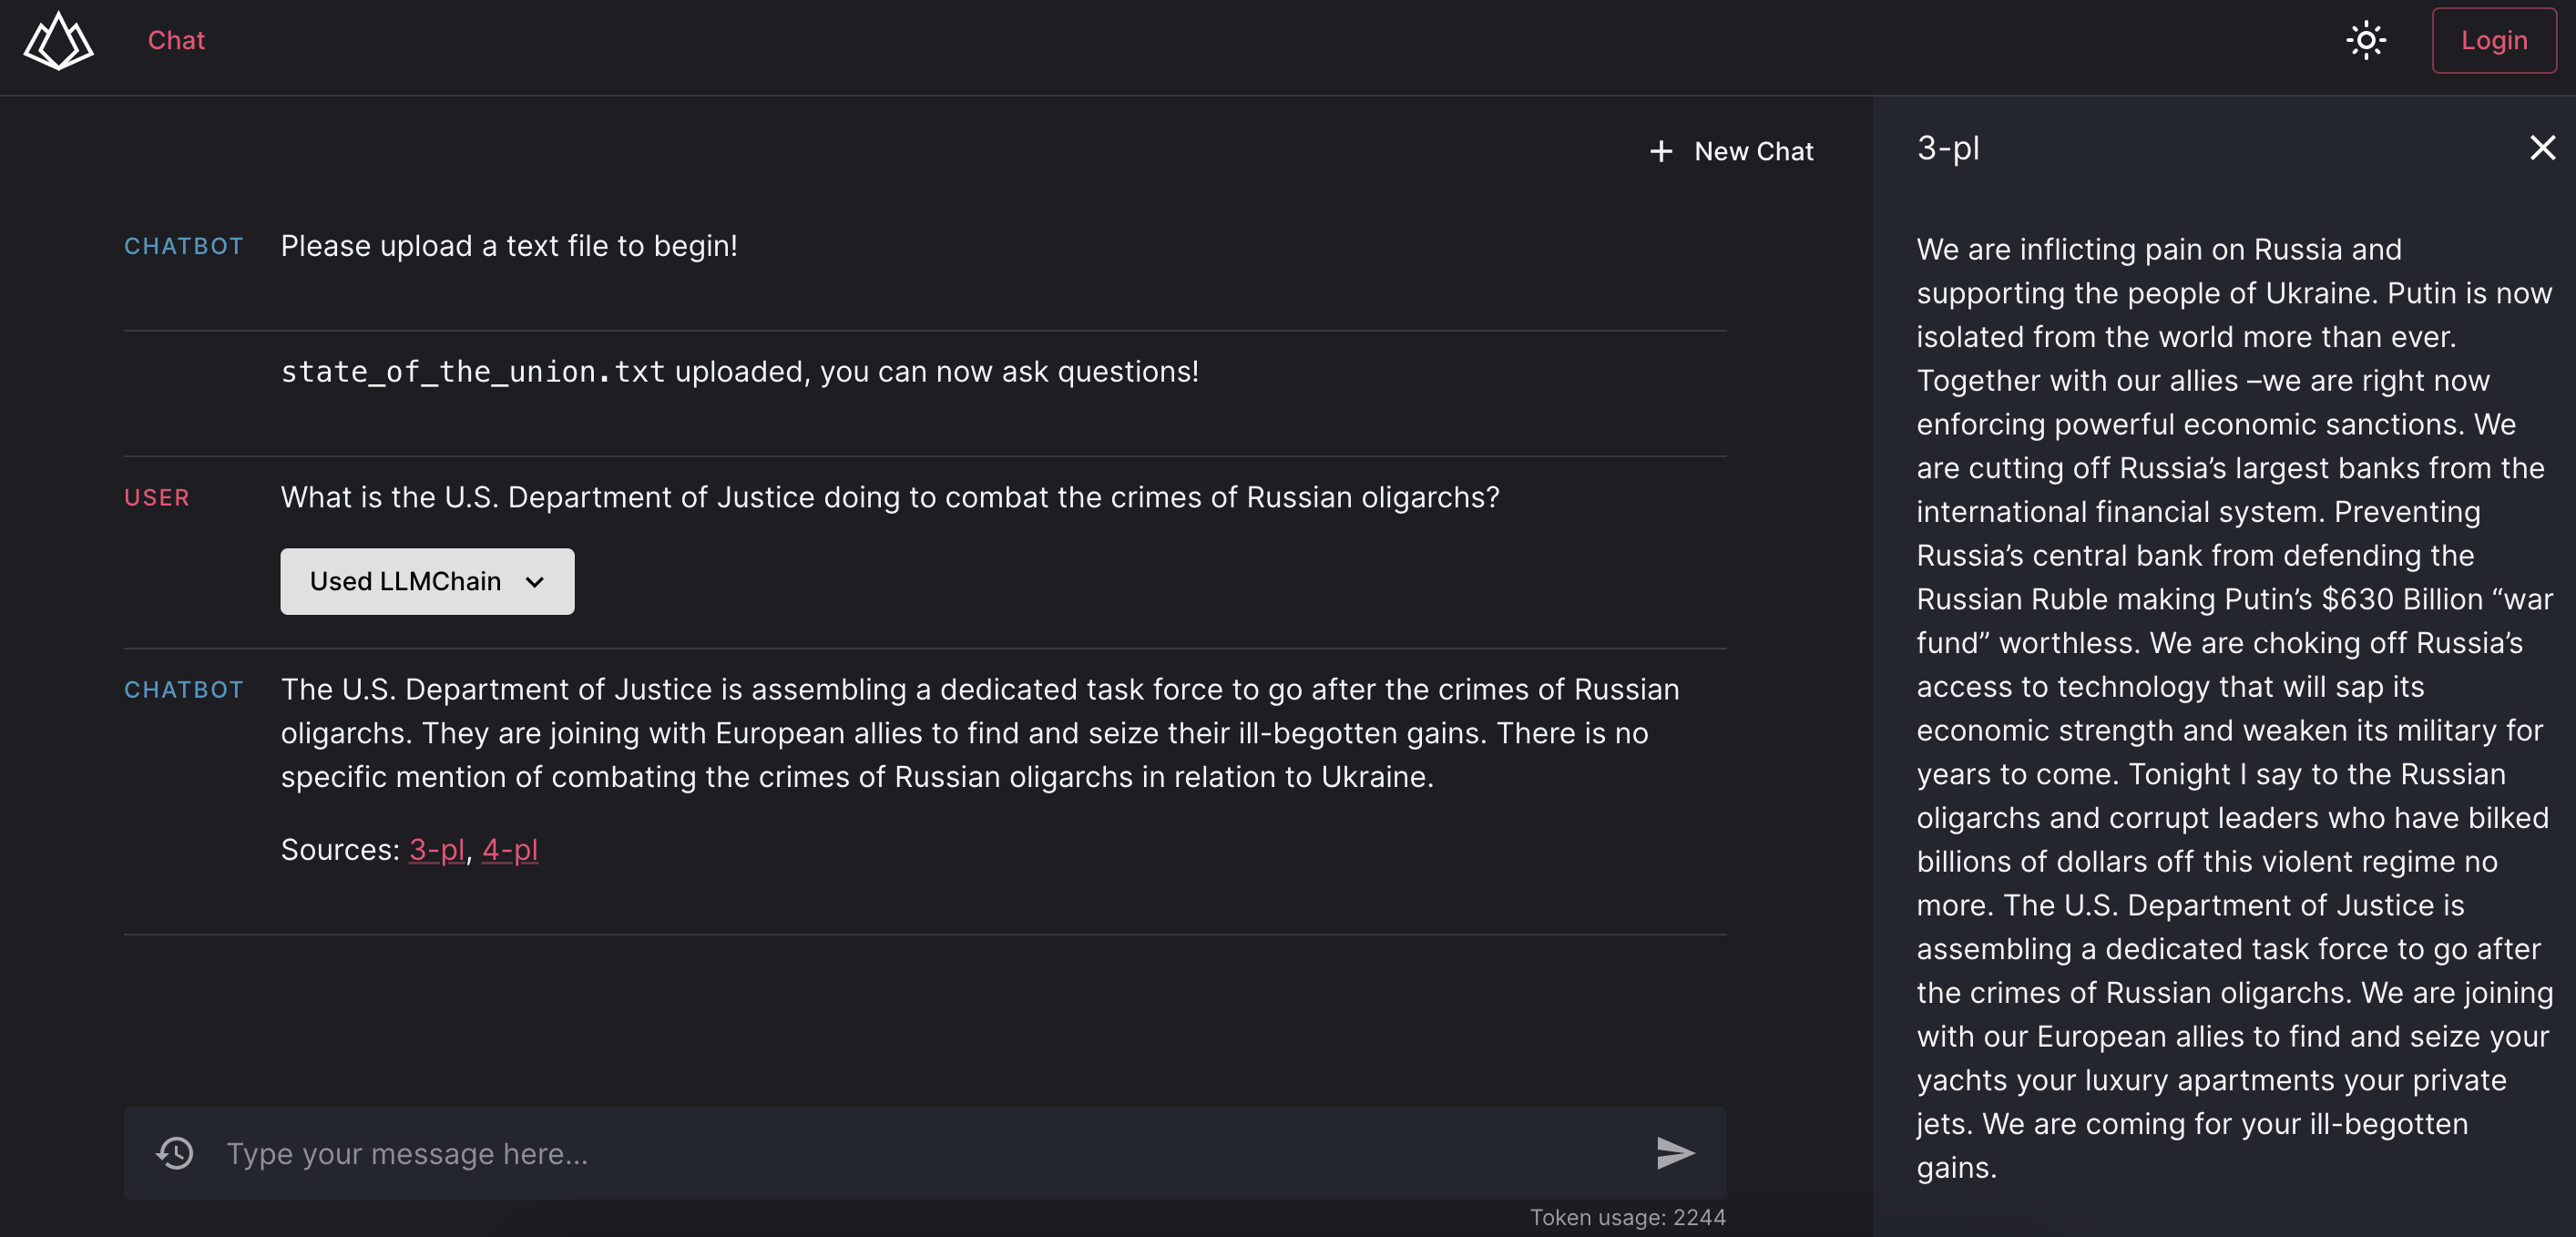 Chat
Login
New Chat
CHATBOT Please upload a text file to begin!
state_of_the_union.txt uploaded, you can now ask questions!
USER What is the U.S. Department of Justice doing to combat the crimes of Russian oligarchs?
Used LLMChain
CHATBOT The U.S. Department of Justice is assembling a dedicated task force to go after the crimes of Russian
oligarchs. They are joining with European allies to find and seize their ill-begotten gains. There is no
specific mention of combating the crimes of Russian oligarchs in relation to Ukraine.
Sources: 3-pl, 4-pl
Type your message here...
Token usage: 2244
3-pl
We are inflicting pain on Russia and
supporting the people of Ukraine. Putin is now
isolated from the world more than ever.
Together with our allies –we are right now
enforcing powerful economic sanctions. We
are cutting off Russia’s largest banks from the
international financial system. Preventing
Russia’s central bank from defending the
Russian Ruble making Putin’s $630 Billion “war
fund” worthless. We are choking off Russia’s
access to technology that will sap its
economic strength and weaken its military for
years to come. Tonight I say to the Russian
oligarchs and corrupt leaders who have bilked
billions of dollars off this violent regime no
more. The U.S. Department of Justice is
assembling a dedicated task force to go after
the crimes of Russian oligarchs. We are joining
with our European allies to find and seize your
yachts your luxury apartments your private
jets. We are coming for your ill-begotten
gains.